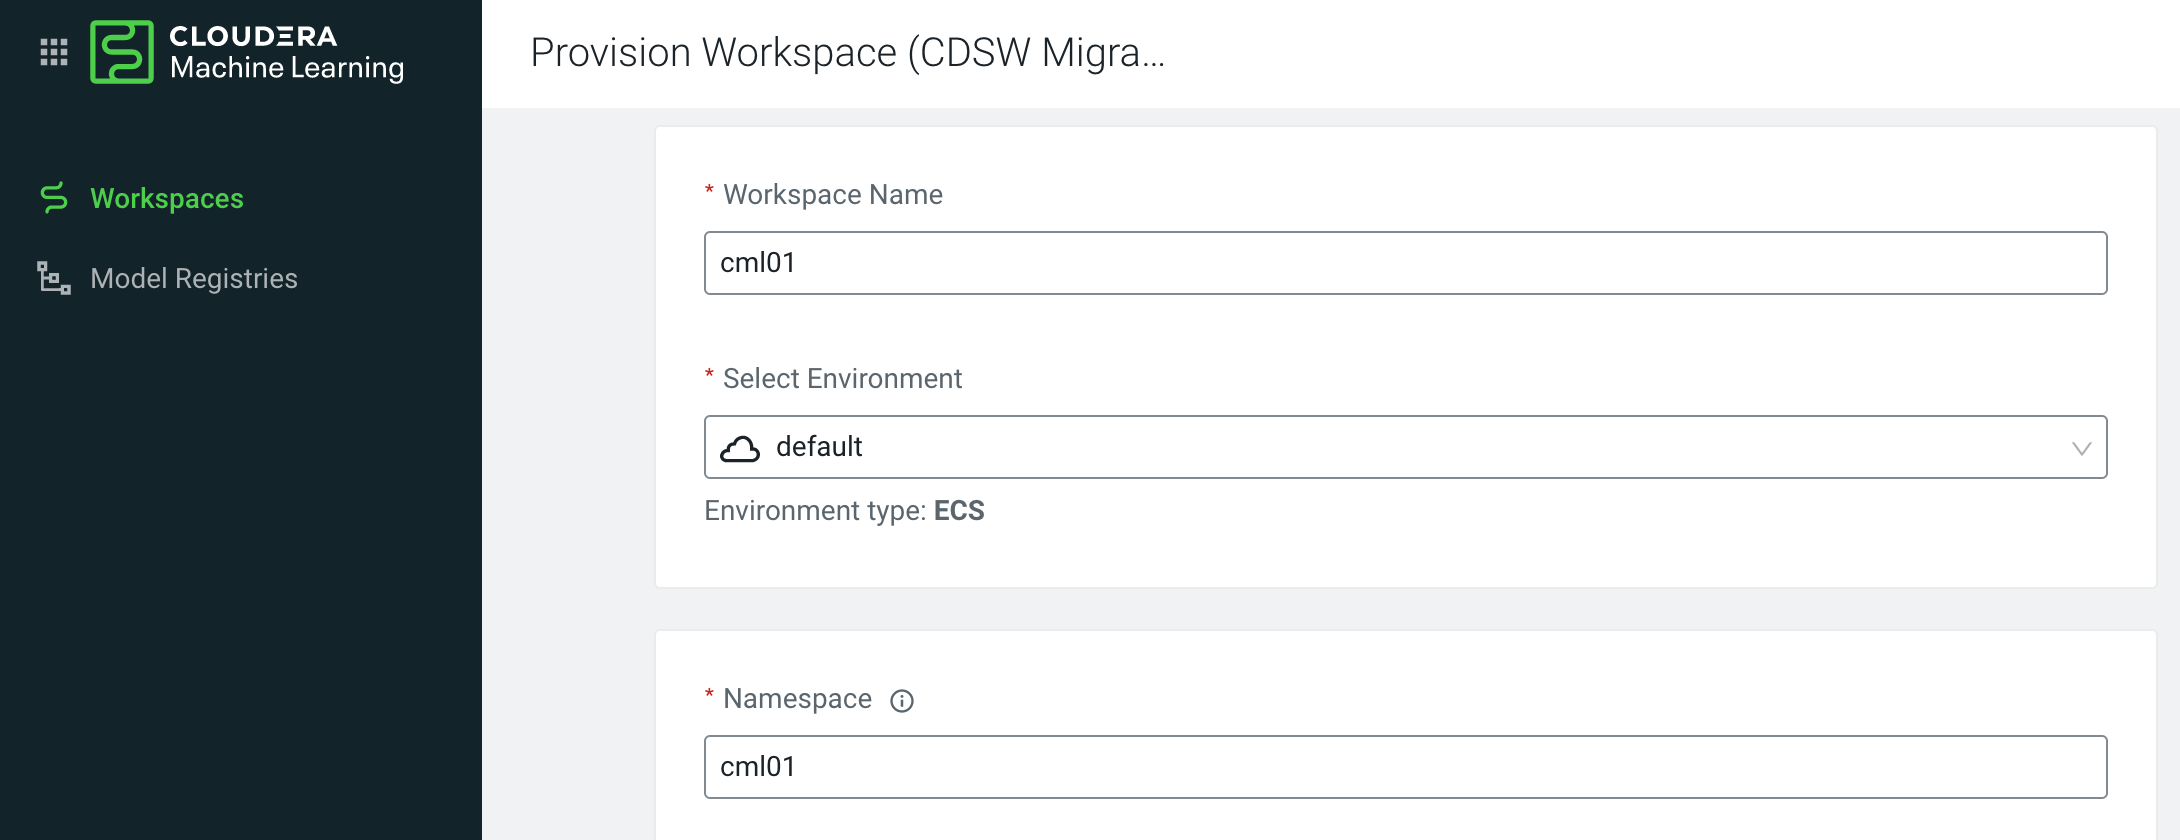 CLOUDERA
Machine Learning
Workspaces
Model Registries
Provision Workspace (CDSW Migra...
* Workspace Name
cml01
* Select Environment
default
Environment type: ECS
* Namespace
cml01